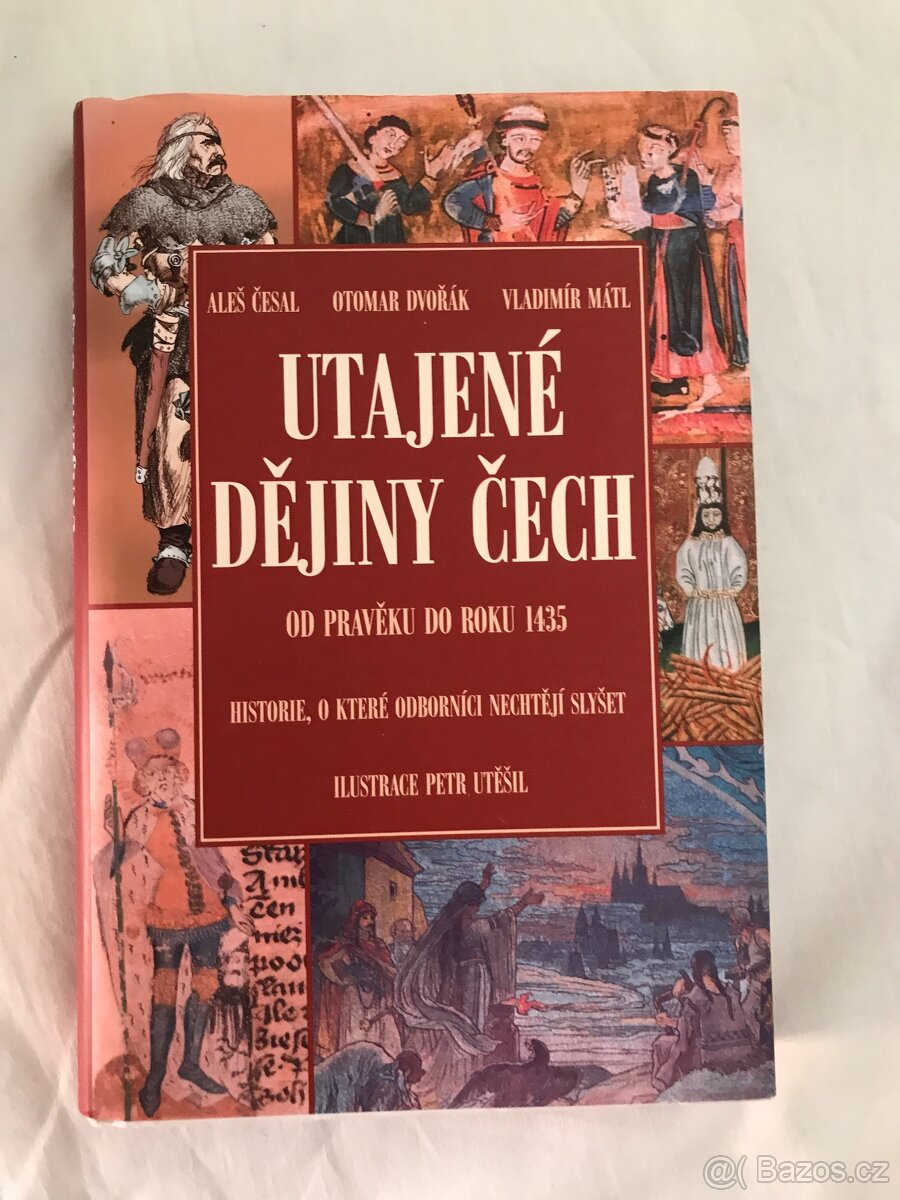 ALEŠ ČESAL OTOMAR DVOŘÁK VLADIMÍR MÁTL
UTAJENÉ
DĚJINY ČECH
OD PRAVĚKU DO ROKU 1435
HISTORIE, O KTERÉ ODBORNÍCI NECHTĚJÍ SLYŠET
ILUSTRACE PETR UTĚŠIL
@( Bazos.cz